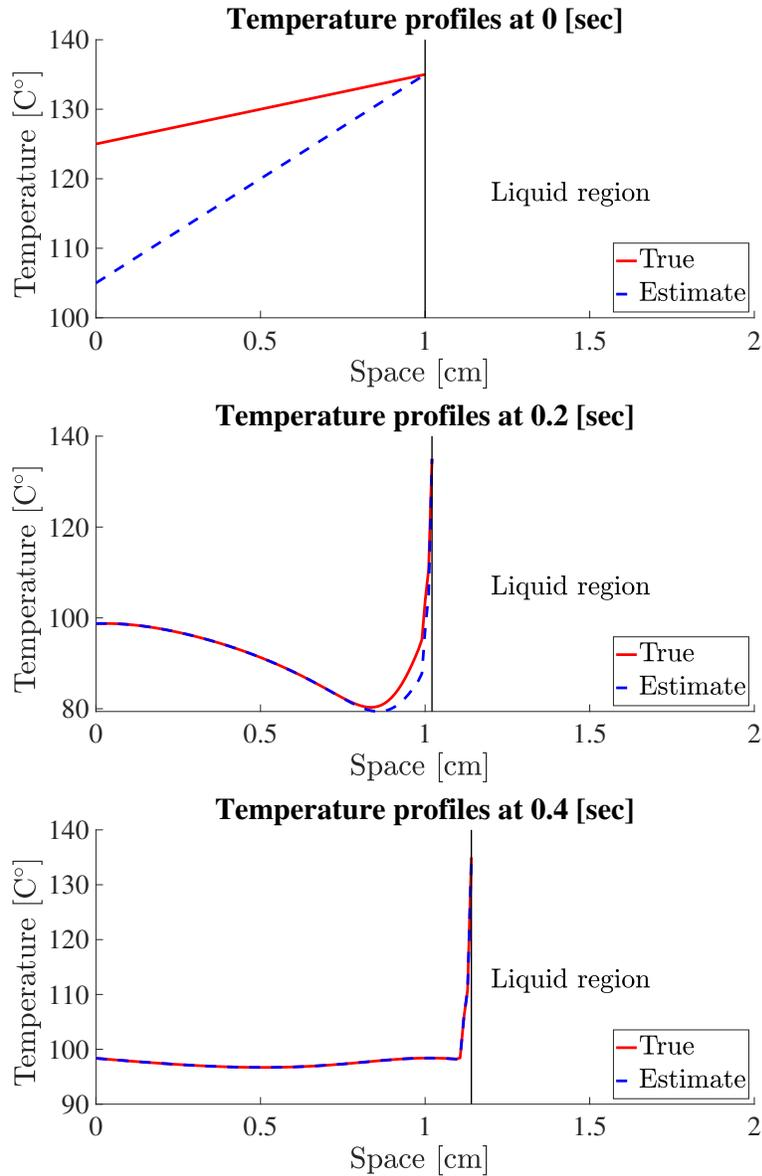 Temperature profiles at 0 [sec]
140
130
120
110
100
Temperature [C°]
Liquid region
True
Estimate
0 0.5 1 1.5 2
Space [cm]
Temperature profiles at 0.2 [sec]
140
120
100
80
Temperature [C°]
Liquid region
True
Estimate
0 0.5 1 1.5 2
Space [cm]
Temperature profiles at 0.4 [sec]
140
130
120
110
100
90
Temperature [C°]
Liquid region
True
Estimate
0 0.5 1 1.5 2
Space [cm]